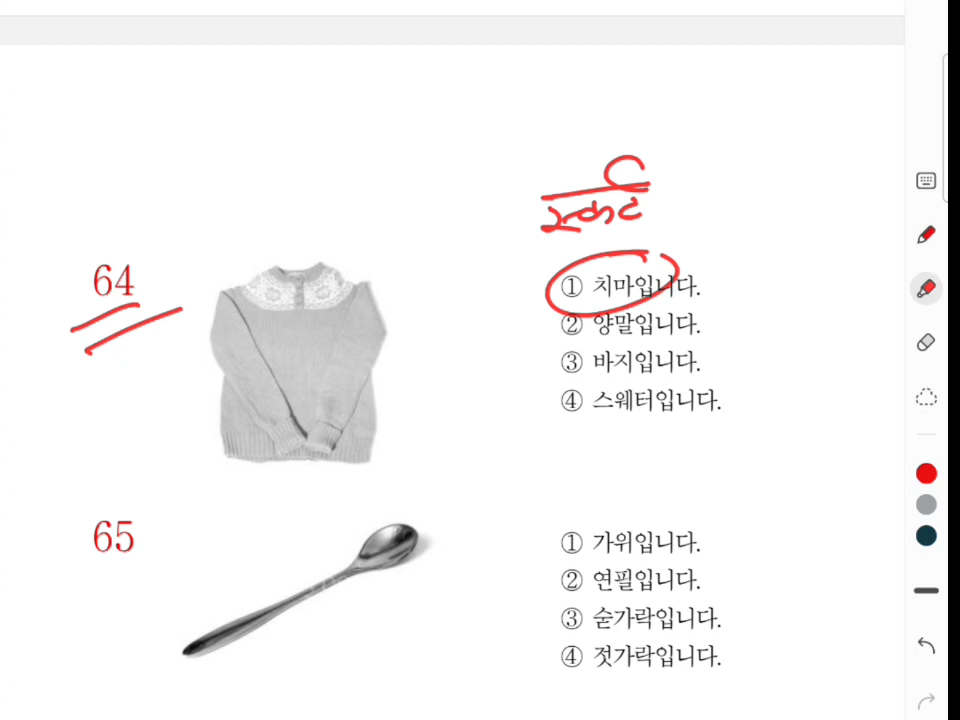 64
① 치마입니다.
② 양말입니다.
③ 바지입니다.
④ 스웨터입니다.
65
① 가위입니다.
② 연필입니다.
③ 숟가락입니다.
④ 젓가락입니다.